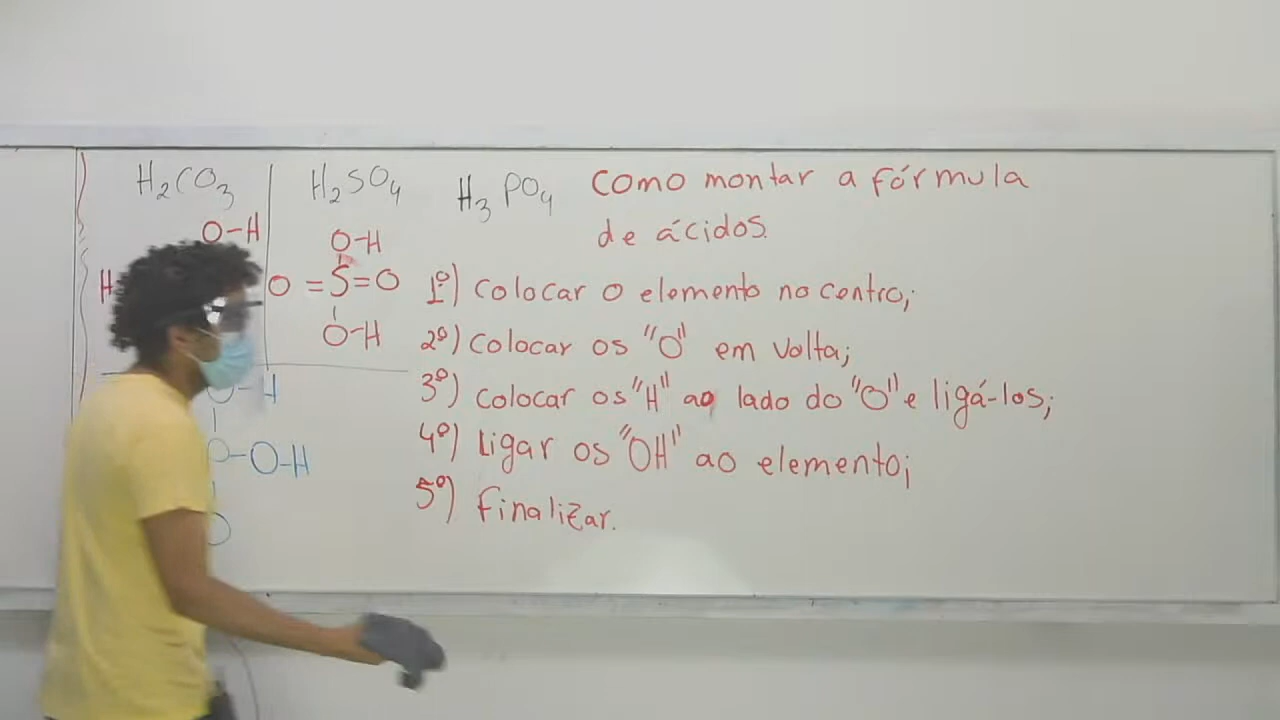 H₂CO₃
H₂SO₄
H₃PO₄
O-H
H
O-H
O=S=O
O-H
O-H
O-O-H
O
Como montar a fórmula
de ácidos.
1º) Colocar o elemento no centro;
2º) Colocar os "O" em volta;
3º) Colocar os "H" ao lado do "O" e ligá-los;
4º) Ligar os "OH" ao elemento;
5º) Finalizar.